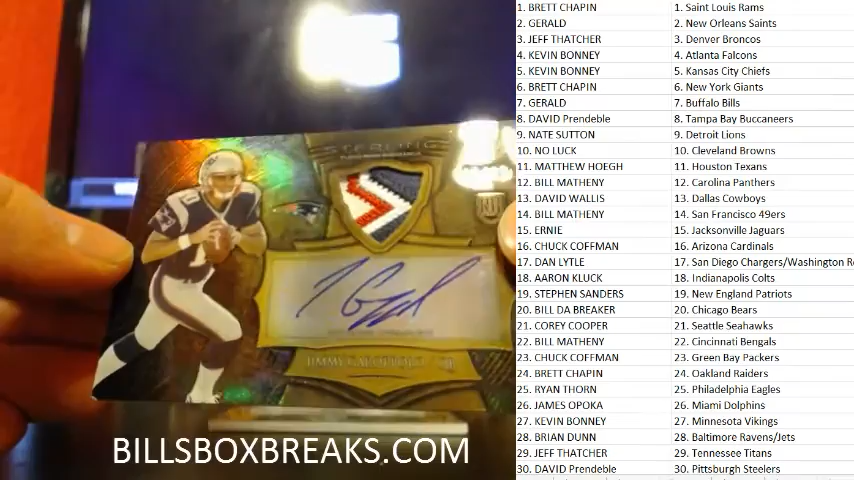 STERLING
RC
JIMMY GAROPPOLO
BILLSBOXBREAKS.COM
1. BRETT CHAPIN 1. Saint Louis Rams
2. GERALD 2. New Orleans Saints
3. JEFF THATCHER 3. Denver Broncos
4. KEVIN BONNEY 4. Atlanta Falcons
5. KEVIN BONNEY 5. Kansas City Chiefs
6. BRETT CHAPIN 6. New York Giants
7. GERALD 7. Buffalo Bills
8. DAVID Prendeble 8. Tampa Bay Buccaneers
9. NATE SUTTON 9. Detroit Lions
10. NO LUCK 10. Cleveland Browns
11. MATTHEW HOEGH 11. Houston Texans
12. BILL MATHENY 12. Carolina Panthers
13. DAVID WALLIS 13. Dallas Cowboys
14. BILL MATHENY 14. San Francisco 49ers
15. ERNIE 15. Jacksonville Jaguars
16. CHUCK COFFMAN 16. Arizona Cardinals
17. DAN LYTLE 17. San Diego Chargers/Washington R
18. AARON KLUCK 18. Indianapolis Colts
19. STEPHEN SANDERS 19. New England Patriots
20. BILL DA BREAKER 20. Chicago Bears
21. COREY COOPER 21. Seattle Seahawks
22. BILL MATHENY 22. Cincinnati Bengals
23. CHUCK COFFMAN 23. Green Bay Packers
24. BRETT CHAPIN 24. Oakland Raiders
25. RYAN THORN 25. Philadelphia Eagles
26. JAMES OPOKA 26. Miami Dolphins
27. KEVIN BONNEY 27. Minnesota Vikings
28. BRIAN DUNN 28. Baltimore Ravens/Jets
29. JEFF THATCHER 29. Tennessee Titans
30. DAVID Prendeble 30. Pittsburgh Steelers